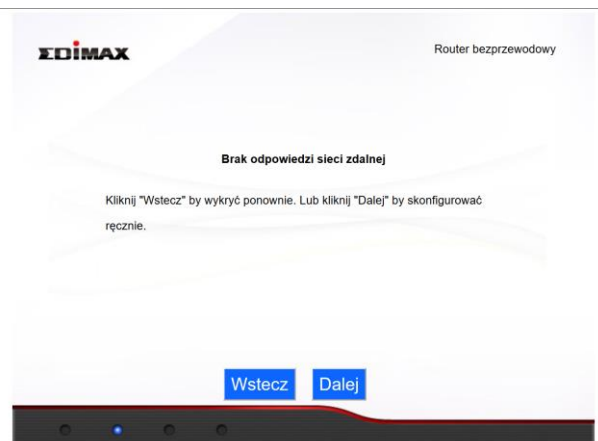 EDIMAX
Router bezprzewodowy
Brak odpowiedzi sieci zdalnej
Kliknij "Wstecz" by wykryć ponownie. Lub kliknij "Dalej" by skonfigurować
ręcznie.
Wstecz Dalej